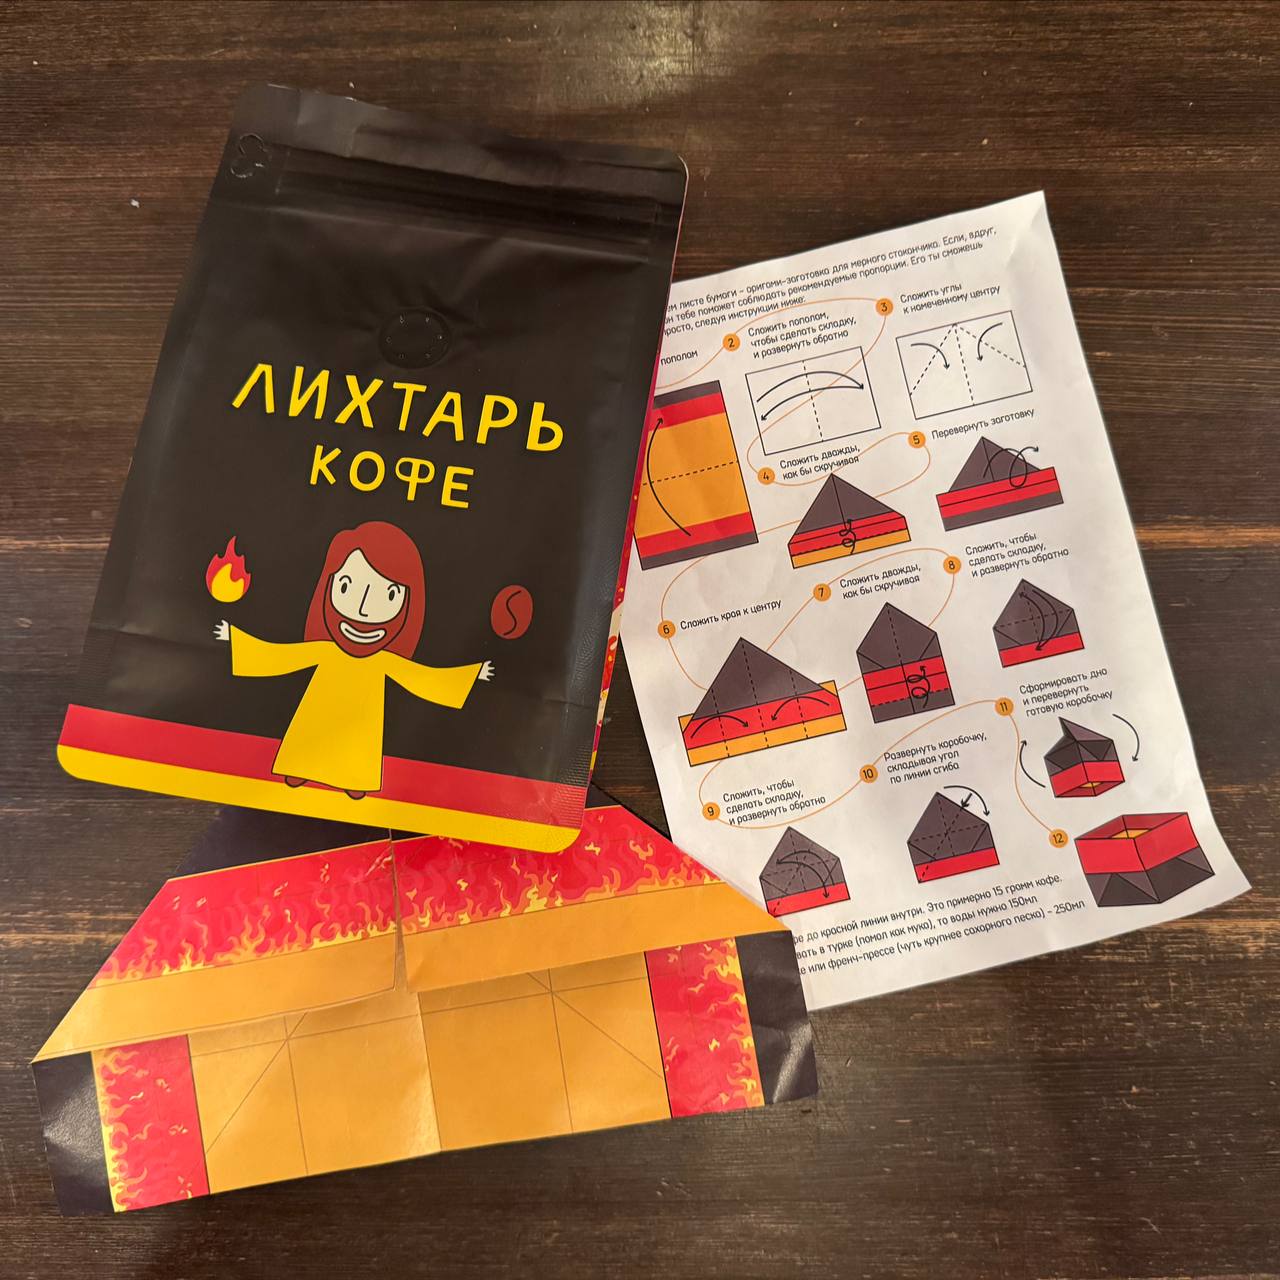 ЛИХТАРЬ
КОФЕ
листе бумаги – оригами-заготовка для мерного стаканчика. Если, вдруг,
тебе поможет соблюдать рекомендуемые пропорции. Его ты сможешь
следуя инструкции ниже:
пополам
2
Сложить пополам,
чтобы сделать складку,
и развернуть обратно
3
Сложить углы
к намеченному центру
4
Сложить дважды,
как бы скручивая
5
Перевернуть заготовку
6
Сложить края к центру
7
Сложить дважды,
как бы скручивая
8
Сложить, чтобы
сделать складку,
и развернуть обратно
9
Сложить, чтобы
сделать складку,
и развернуть обратно
10
Развернуть коробочку,
складывая угол
по линии сгиба
11
Сформировать дно
и перевернуть
готовую коробочку
12
до красной линии внутри. Это примерно 15 грамм кофе.
в турке (помол как мука), то воды нужно 150мл
или френч-прессе (чуть крупнее сахарного песка) – 250мл